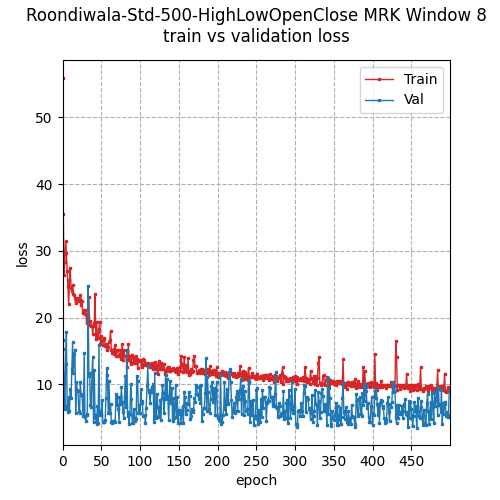 Roondiwala-Std-500-HighLowOpenClose MRK Window 8
train vs validation loss
Train
Val
50
40
30
20
10
loss
0 50 100 150 200 250 300 350 400 450
epoch